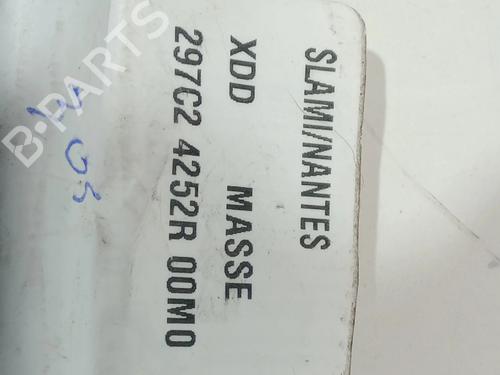 SLAMI/NANTES
XDD MASSE
297C2 4252R 00M0
B-PARTS